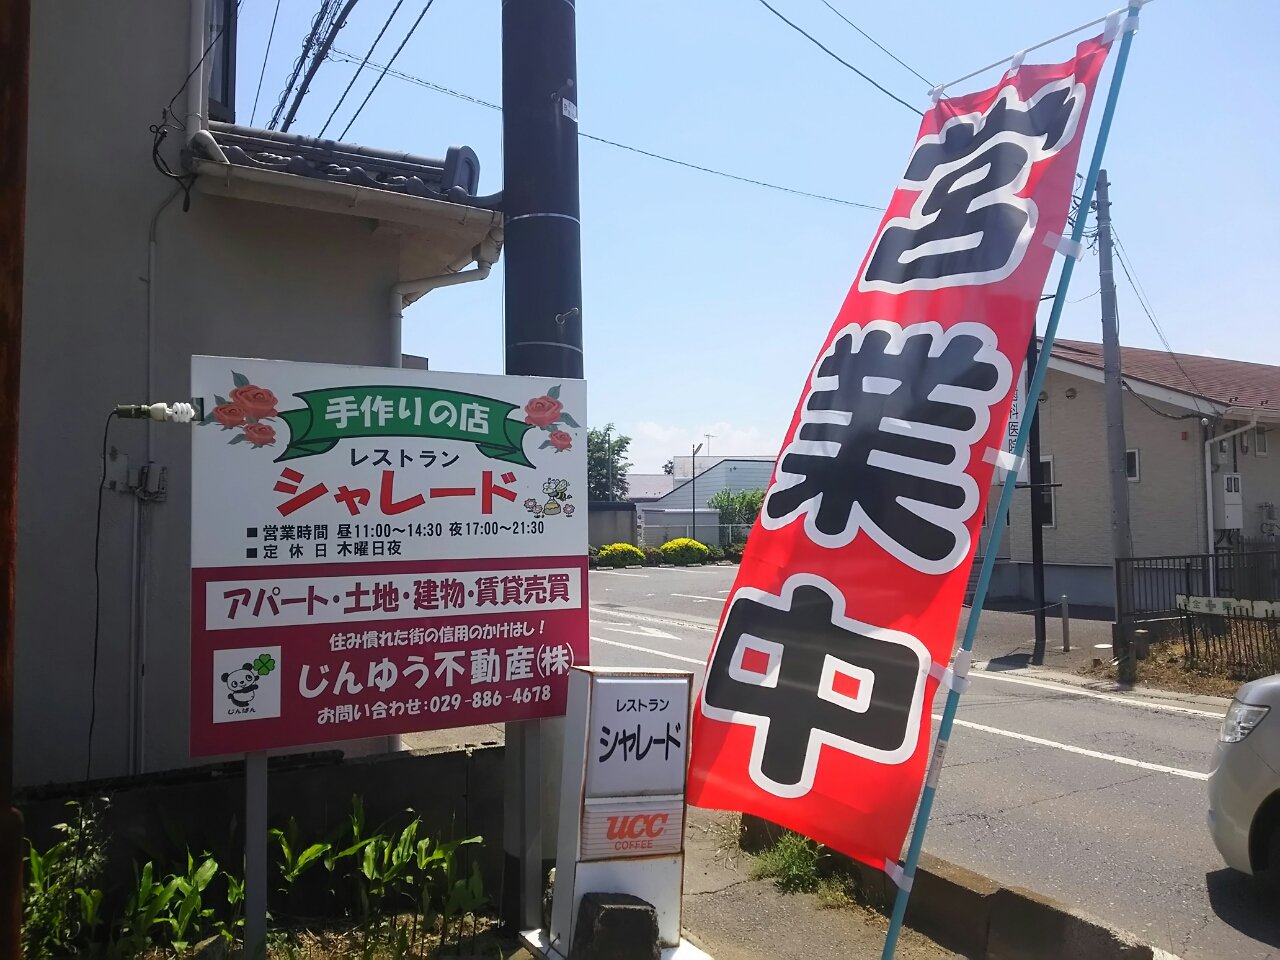 手作りの店
レストラン
シャレード
■営業時間 昼11:00～14:30 夜17:00～21:30
■定休日 木曜日夜
アパート・土地・建物・賃貸売買
住み慣れた街の信用のかけはし！
じんゆう不動産㈱
お問い合わせ：029-886-4678
じんぱん
レストラン
シャレード
UCC
COFFEE
営業中
歯科医院